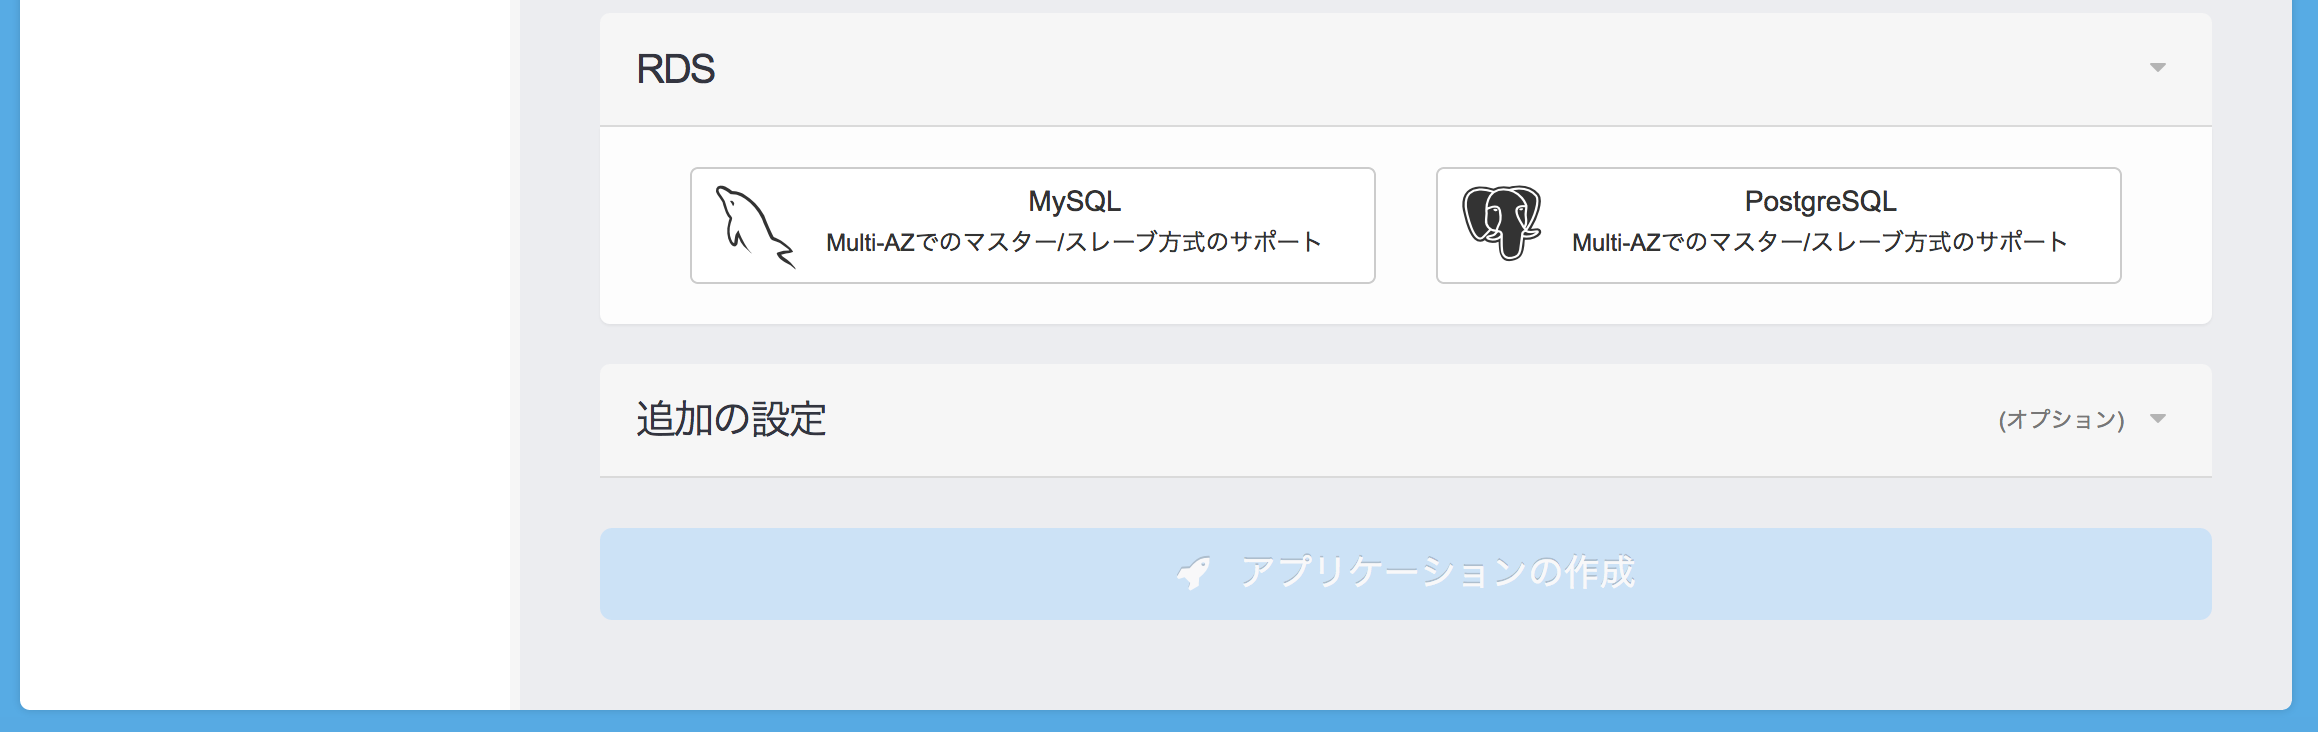 RDS
MySQL
Multi-AZでのマスター/スレーブ方式のサポート
PostgreSQL
Multi-AZでのマスター/スレーブ方式のサポート
追加の設定
(オプション)
アプリケーションの作成